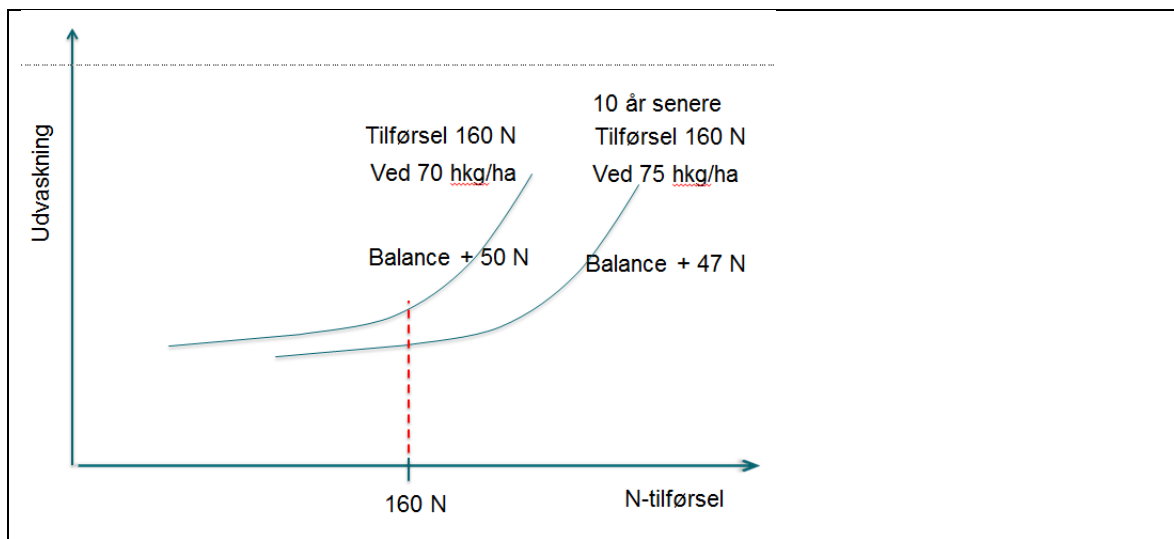 Udvaskning
Tilførsel 160 N
Ved 70 hkg/ha
Balance + 50 N
10 år senere
Tilførsel 160 N
Ved 75 hkg/ha
Balance + 47 N
160 N
N-tilførsel